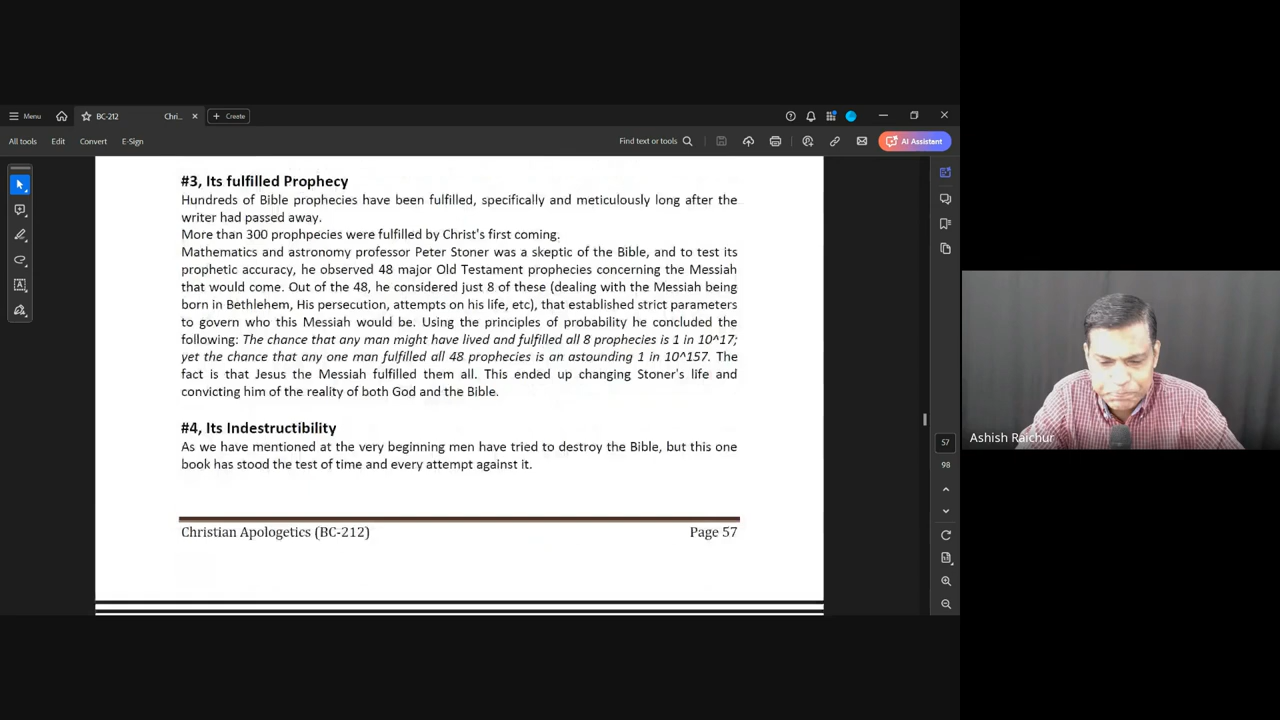 Menu
BC-212 Chri...
Create
All tools Edit Convert E-Sign
Find text or tools
AI Assistant
#3, Its fulfilled Prophecy
Hundreds of Bible prophecies have been fulfilled, specifically and meticulously long after the
writer had passed away.
More than 300 prophpecies were fulfilled by Christ's first coming.
Mathematics and astronomy professor Peter Stoner was a skeptic of the Bible, and to test its
prophetic accuracy, he observed 48 major Old Testament prophecies concerning the Messiah
that would come. Out of the 48, he considered just 8 of these (dealing with the Messiah being
born in Bethlehem, His persecution, attempts on his life, etc), that established strict parameters
to govern who this Messiah would be. Using the principles of probability he concluded the
following: The chance that any man might have lived and fulfilled all 8 prophecies is 1 in 10^17;
yet the chance that any one man fulfilled all 48 prophecies is an astounding 1 in 10^157. The
fact is that Jesus the Messiah fulfilled them all. This ended up changing Stoner's life and
convicting him of the reality of both God and the Bible.
#4, Its Indestructibility
As we have mentioned at the very beginning men have tried to destroy the Bible, but this one
book has stood the test of time and every attempt against it.
Christian Apologetics (BC-212) Page 57
57
98
Ashish Raichur